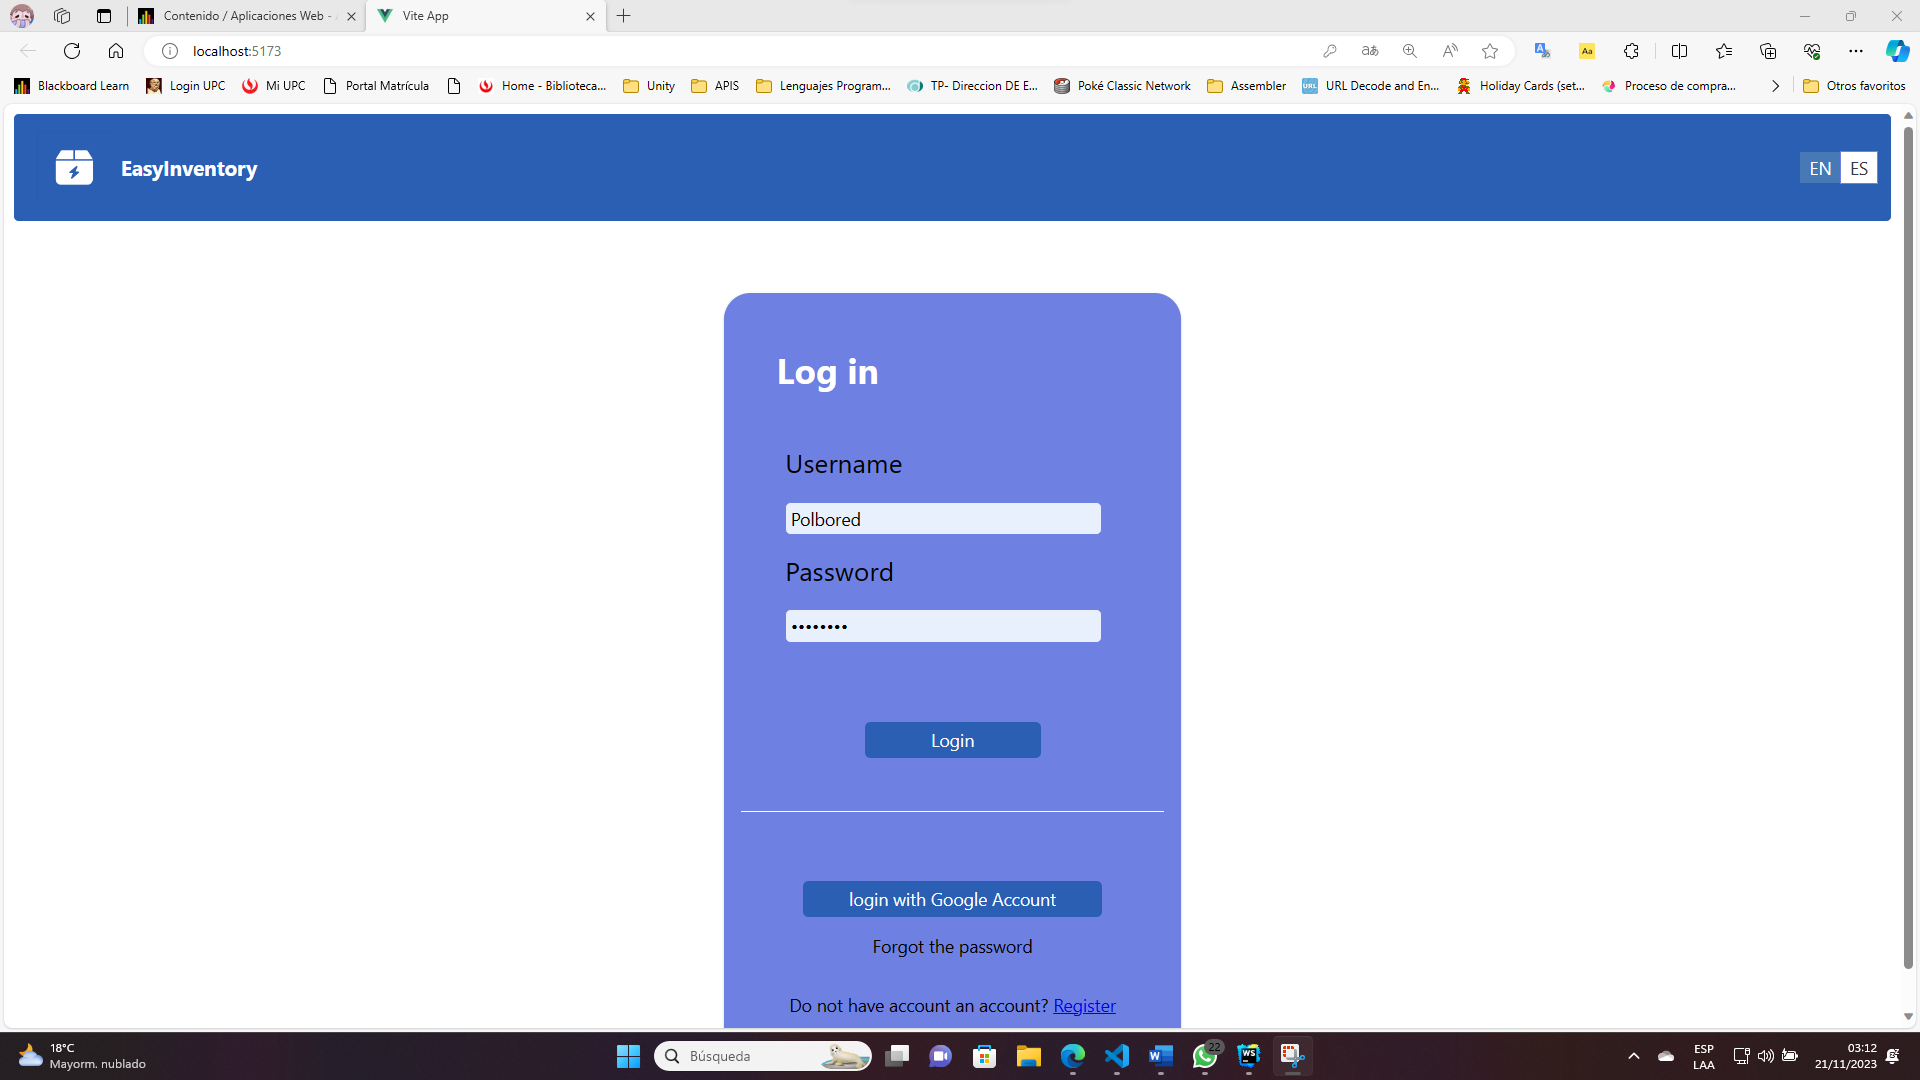 Contenido / Aplicaciones Web -
Vite App
localhost:5173
Blackboard Learn
Login UPC
Mi UPC
Portal Matrícula
Home - Biblioteca...
Unity
APIS
Lenguajes Program...
TP- Direccion DE E...
Poké Classic Network
Assembler
URL Decode and En...
Holiday Cards (set...
Proceso de compra...
Otros favoritos
EasyInventory
EN
ES
Log in
Username
Polbored
Password
Login
login with Google Account
Forgot the password
Do not have account an account? Register
18°C
Mayorm. nublado
Búsqueda
22
ESP
LAA
03:12
21/11/2023